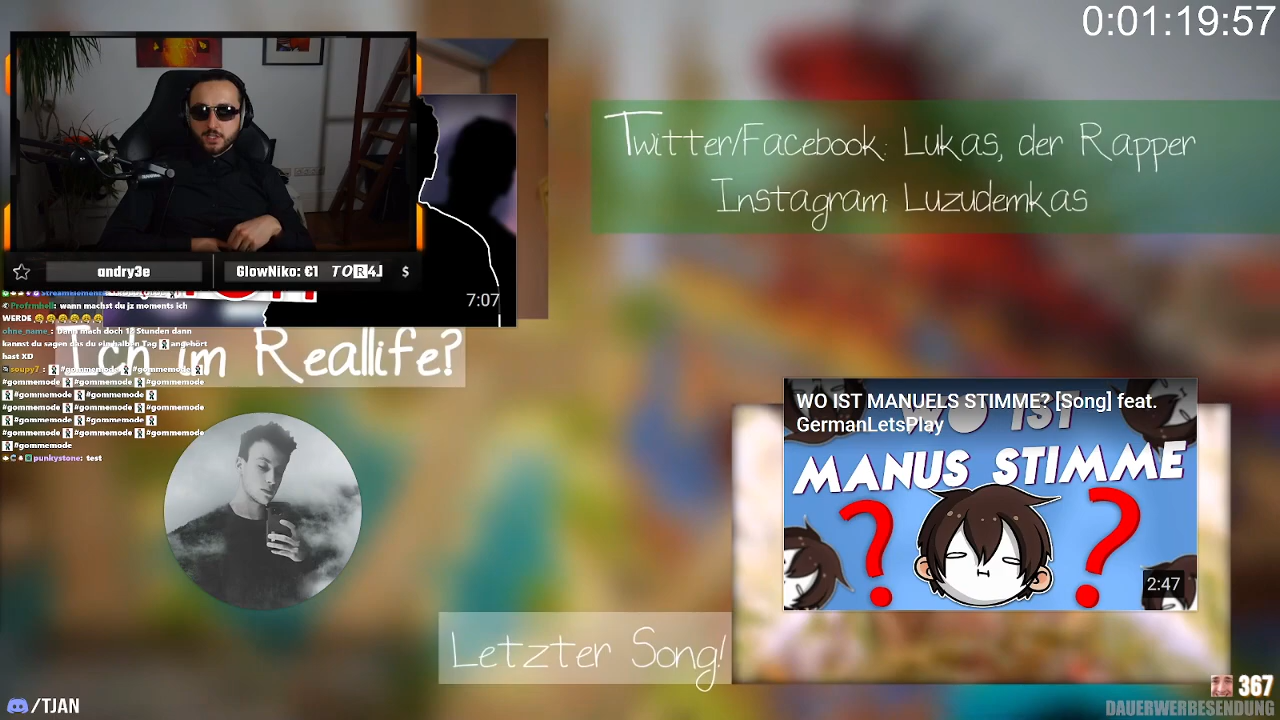 0:01:19:57
Twitter/Facebook: Lukas, der Rapper
Instagram: Luzudemkas
andry3e
GlowNiko: €1
$
7:07
Profrmhell: wann machst du jz moments ich
WERDE
ohne_name : Dann mach doch 18 Stunden dann
kannst du sagen das du ein halben Tag angehört
hast XD
soupy7 : #gommemode #gommemode
#gommemode #gommemode #gommemode
#gommemode #gommemode
#gommemode #gommemode #gommemode
#gommemode #gommemode
#gommemode #gommemode #gommemode
#gommemode
punkystone: test
Ich im Reallife?
WO IST MANUELS STIMME? [Song] feat.
GermanLetsPlay
WO IST
MANUS STIMME
? ?
2:47
Letzter Song!
/TJAN
367
DAUERWERBESENDUNG